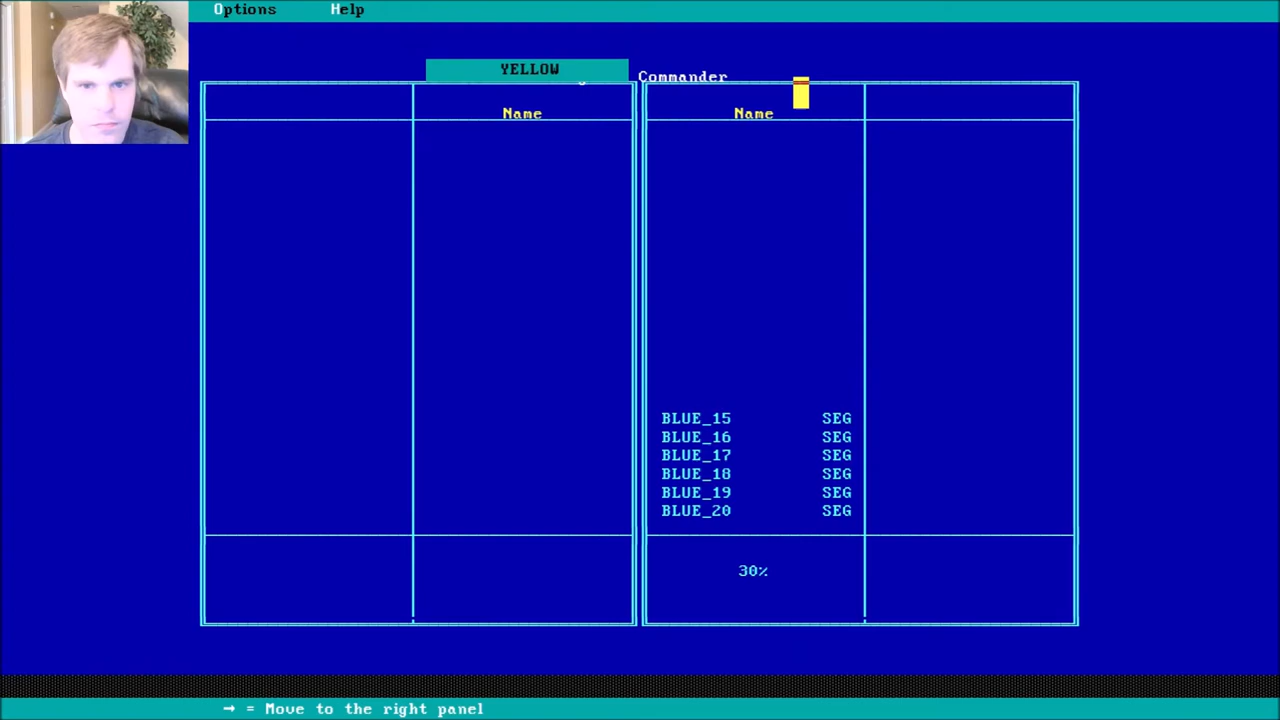 Options Help
YELLOW
Commander
Name Name
BLUE_15 SEG
BLUE_16 SEG
BLUE_17 SEG
BLUE_18 SEG
BLUE_19 SEG
BLUE_20 SEG
30%
→ = Move to the right panel